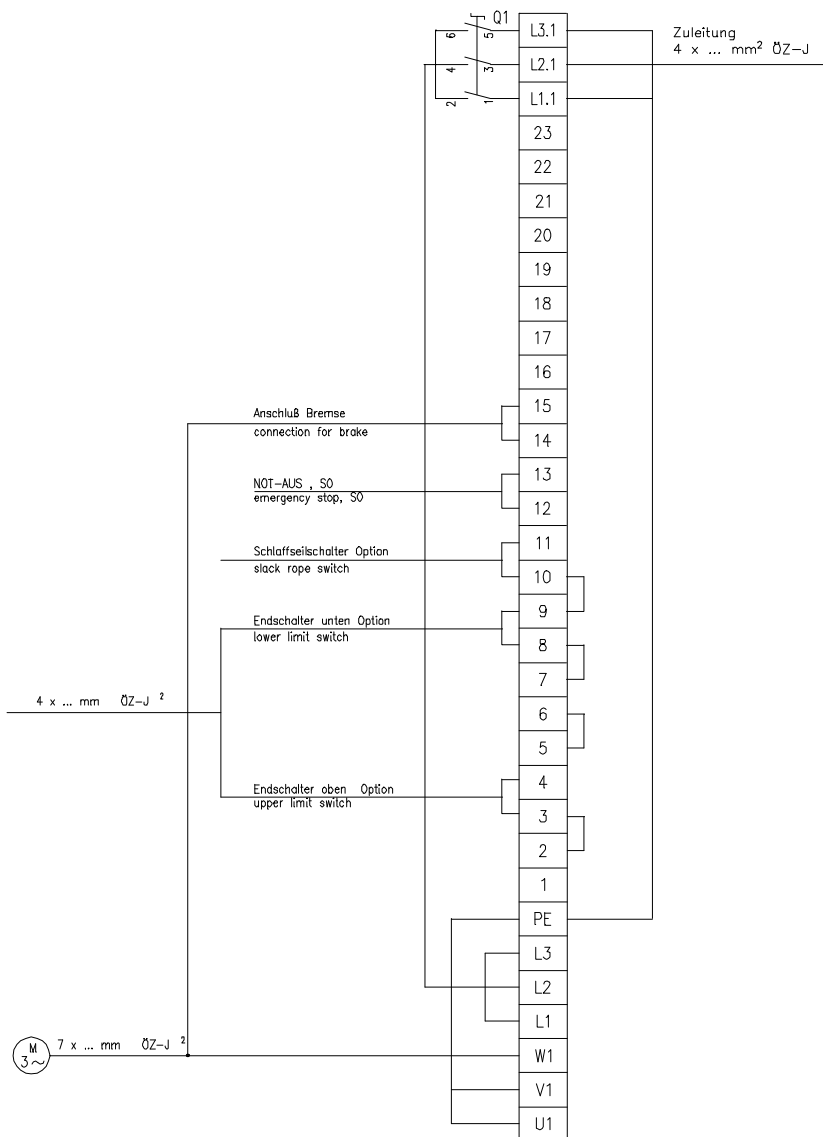 Q1
L3.1
6
5
Zuleitung
4 x ... mm² ÖZ-J
L2.1
4
3
L1.1
2
1
23
22
21
20
19
18
17
16
15
Anschluß Bremse
connection for brake
14
13
NOT-AUS , S0
emergency stop, S0
12
11
Schlaffseilschalter Option
slack rope switch
10
9
Endschalter unten Option
lower limit switch
8
7
4 x ... mm ÖZ-J ²
6
5
4
Endschalter oben Option
upper limit switch
3
2
1
PE
L3
L2
L1
M
3~
7 x ... mm ÖZ-J ²
W1
V1
U1